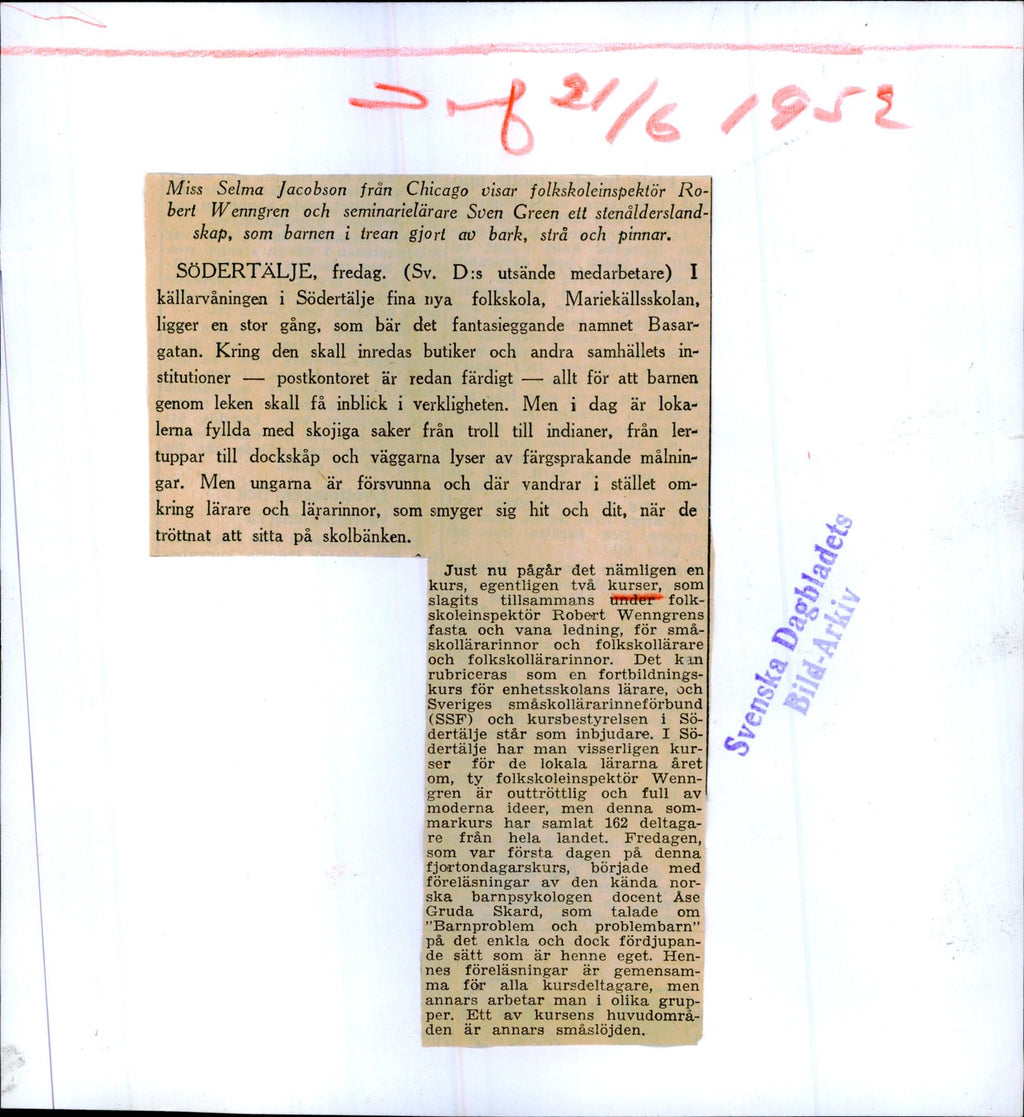 21/6 1952
Miss Selma Jacobson från Chicago visar folkskoleinspektör Ro-
bert Wenngren och seminarielärare Sven Green ett stenåldersland-
skap, som barnen i trean gjort av bark, strå och pinnar.
SÖDERTÄLJE, fredag. (Sv. D:s utsände medarbetare) I
källarvåningen i Södertälje fina nya folkskola, Mariekällsskolan,
ligger en stor gång, som bär det fantasieggande namnet Basar-
gatan. Kring den skall inredas butiker och andra samhällets in-
stitutioner — postkontoret är redan färdigt — allt för att barnen
genom leken skall få inblick i verkligheten. Men i dag är loka-
lerna fyllda med skojiga saker från troll till indianer, från ler-
tuppar till dockskåp och väggarna lyser av färgsprakande målnin-
gar. Men ungarna är försvunna och där vandrar i stället om-
kring lärare och lärarinnor, som smyger sig hit och dit, när de
tröttnat att sitta på skolbänken.
Just nu pågår det nämligen en
kurs, egentligen två kurser, som
slagits tillsammans under folk-
skoleinspektör Robert Wenngrens
fasta och vana ledning, för små-
skollärarinnor och folkskollärare
och folkskollärarinnor. Det kan
rubriceras som en fortbildnings-
kurs för enhetsskolans lärare, och
Sveriges småskollärarinneförbund
(SSF) och kursbestyrelsen i Sö-
dertälje står som inbjudare. I Sö-
dertälje har man visserligen kur-
ser för de lokala lärarna året
om, ty folkskoleinspektör Wenn-
gren är outtröttlig och full av
moderna ideer, men denna som-
markurs har samlat 162 deltaga-
re från hela landet. Fredagen,
som var första dagen på denna
fjortondagarskurs, började med
föreläsningar av den kända nor-
ska barnpsykologen docent Åse
Gruda Skard, som talade om
"Barnproblem och problembarn"
på det enkla och dock fördjupan-
de sätt som är henne eget. Hen-
nes föreläsningar är gemensam-
ma för alla kursdeltagare, men
annars arbetar man i olika grup-
per. Ett av kursens huvudområ-
den är annars småslöjden.
Svenska Dagbladets
Bild-Arkiv